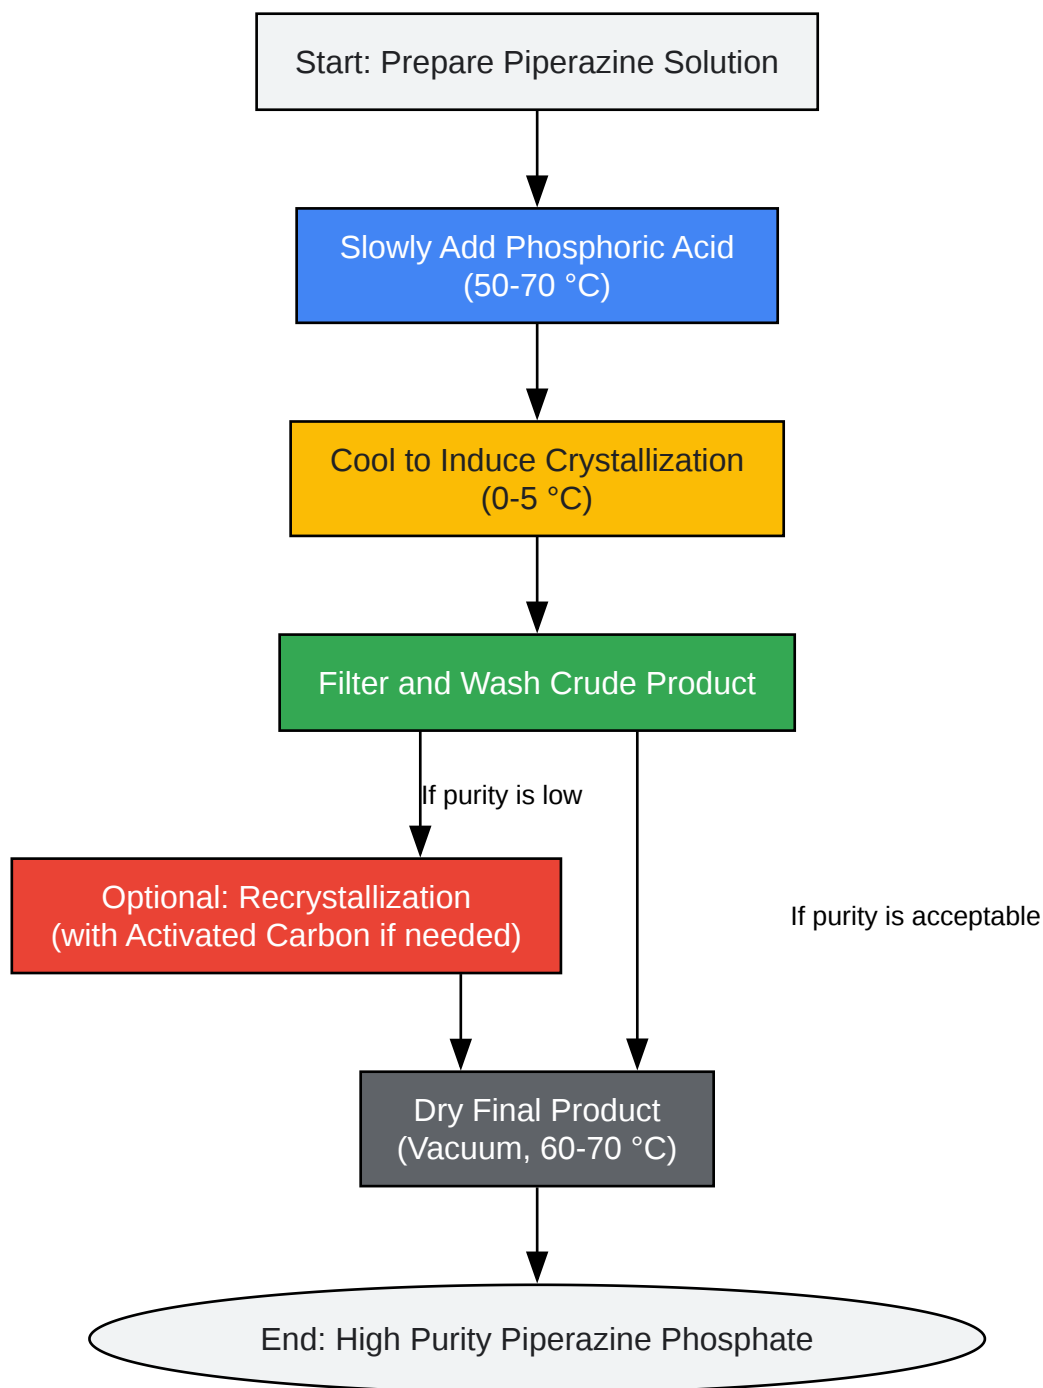 Start: Prepare Piperazine Solution
Slowly Add Phosphoric Acid
(50-70 °C)
Cool to Induce Crystallization
(0-5 °C)
Filter and Wash Crude Product
If purity is low
Optional: Recrystallization
(with Activated Carbon if needed)
If purity is acceptable
Dry Final Product
(Vacuum, 60-70 °C)
End: High Purity Piperazine Phosphate